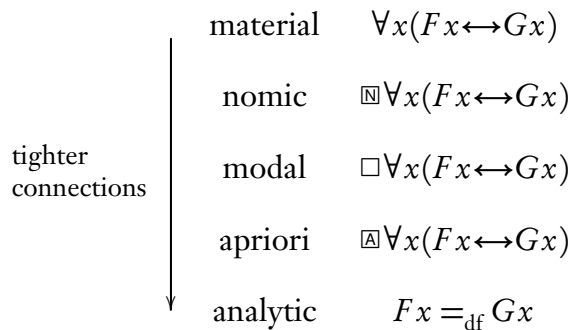 material ∀x(Fx↔Gx)
nomic 🄽∀x(Fx↔Gx)
tighter
connections
modal □∀x(Fx↔Gx)
apriori 🄰∀x(Fx↔Gx)
analytic Fx =df Gx